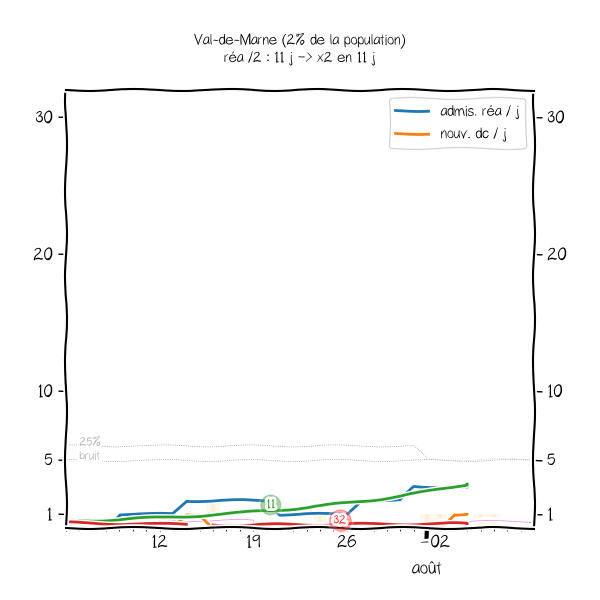 Val-de-Marne (2% de la population)
réa /2 : 11 j -> x2 en 11 j
admis. réa / j
nouv. dc / j
30
30
20
20
10
10
25%
bruit
5
5
11
32
1
1
12
19
26
02
août